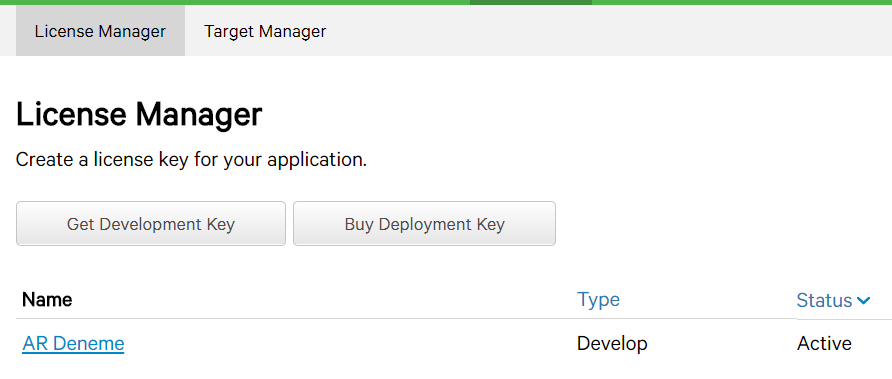 License Manager Target Manager
License Manager
Create a license key for your application.
Get Development Key Buy Deployment Key
Name Type Status
AR Deneme Develop Active